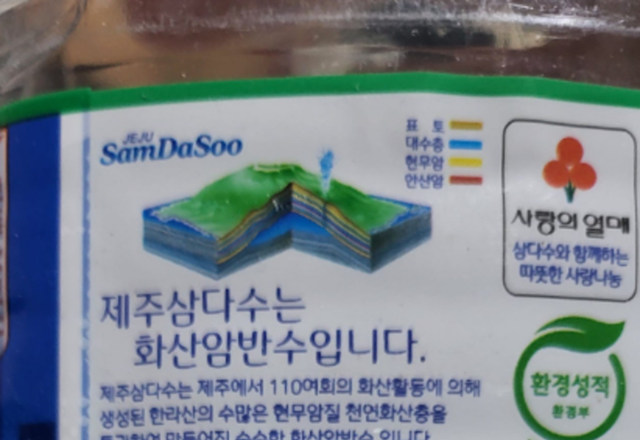 JEJU
SamDaSoo
표 토
대수층
현무암
안산암
사랑의 열매
삼다수와 함께하는
따뜻한 사랑나눔
제주삼다수는
화산암반수입니다.
제주삼다수는 제주에서 110여회의 화산활동에 의해
생성된 한라산의 수많은 현무암질 천연화산층을
환경성적
환경부